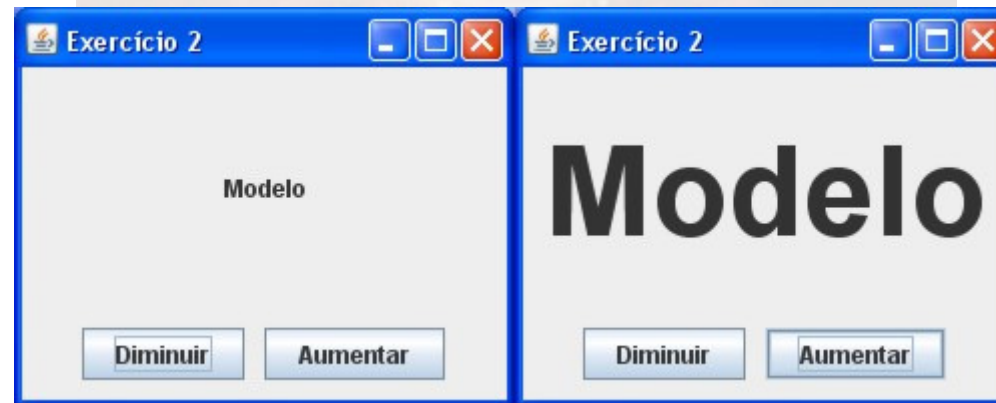 Exercício 2
Modelo
Diminuir
Aumentar
Exercício 2
Modelo
Diminuir
Aumentar